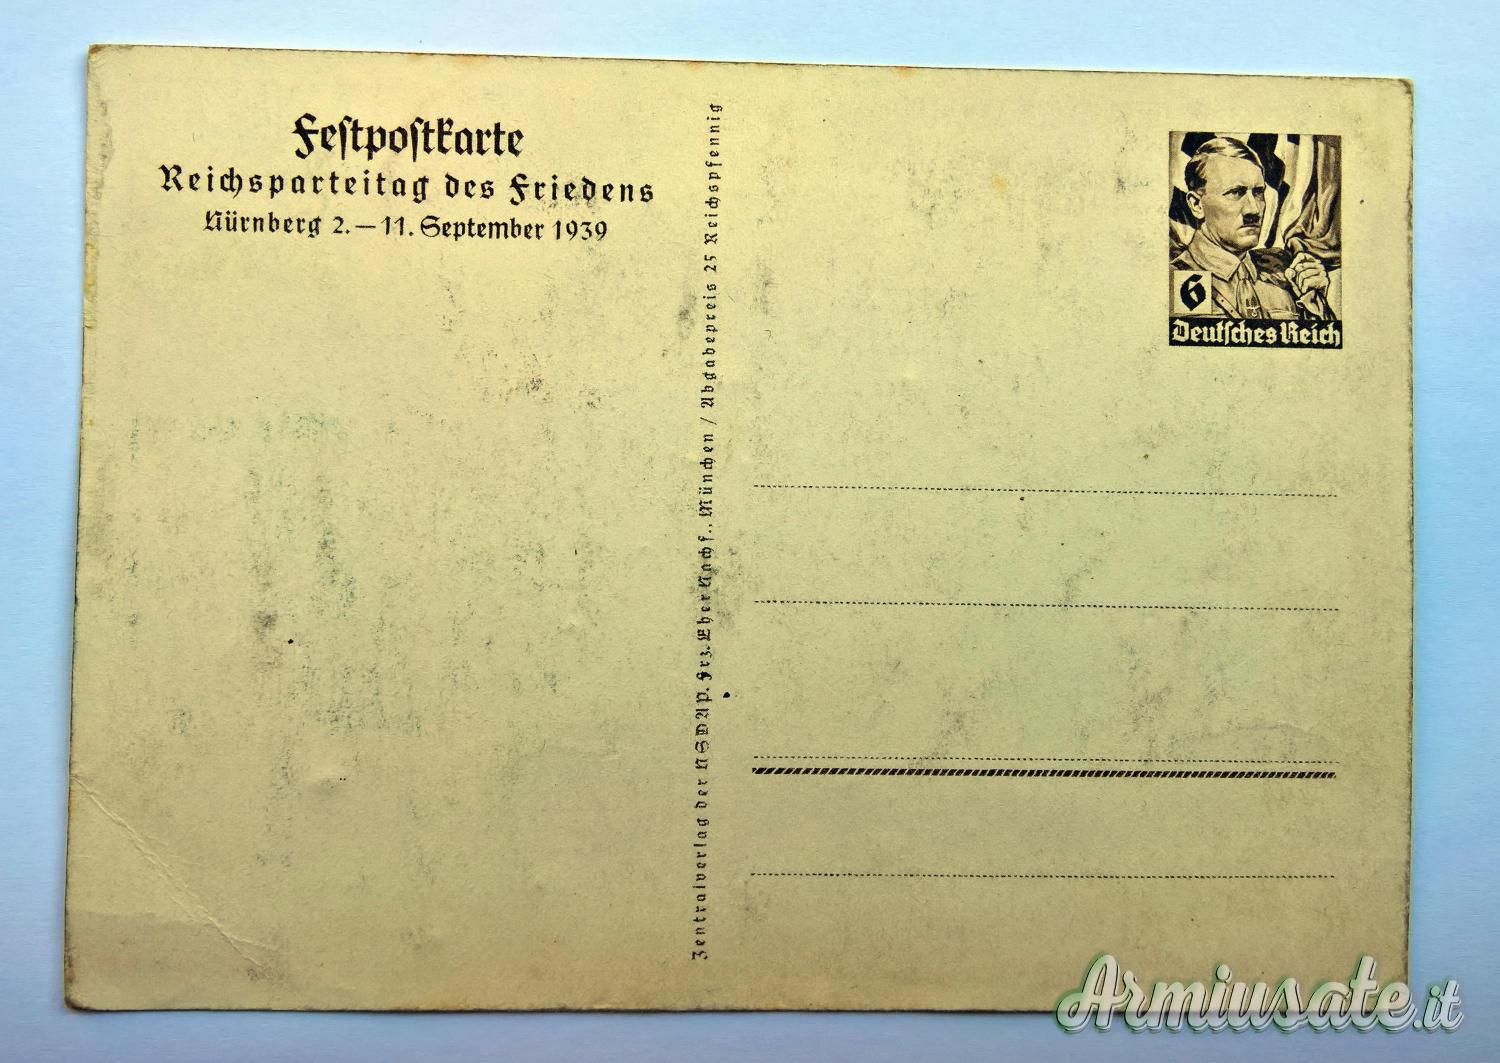 Festpostkarte
Reichsparteitag des Friedens
Nürnberg 2.–11. September 1939
Zentralverlag der NSDAP. Frz. Eher Nachf., München / Abgabepreis 25 Reichspfennig
6
Deutsches Reich
Armiusate.it